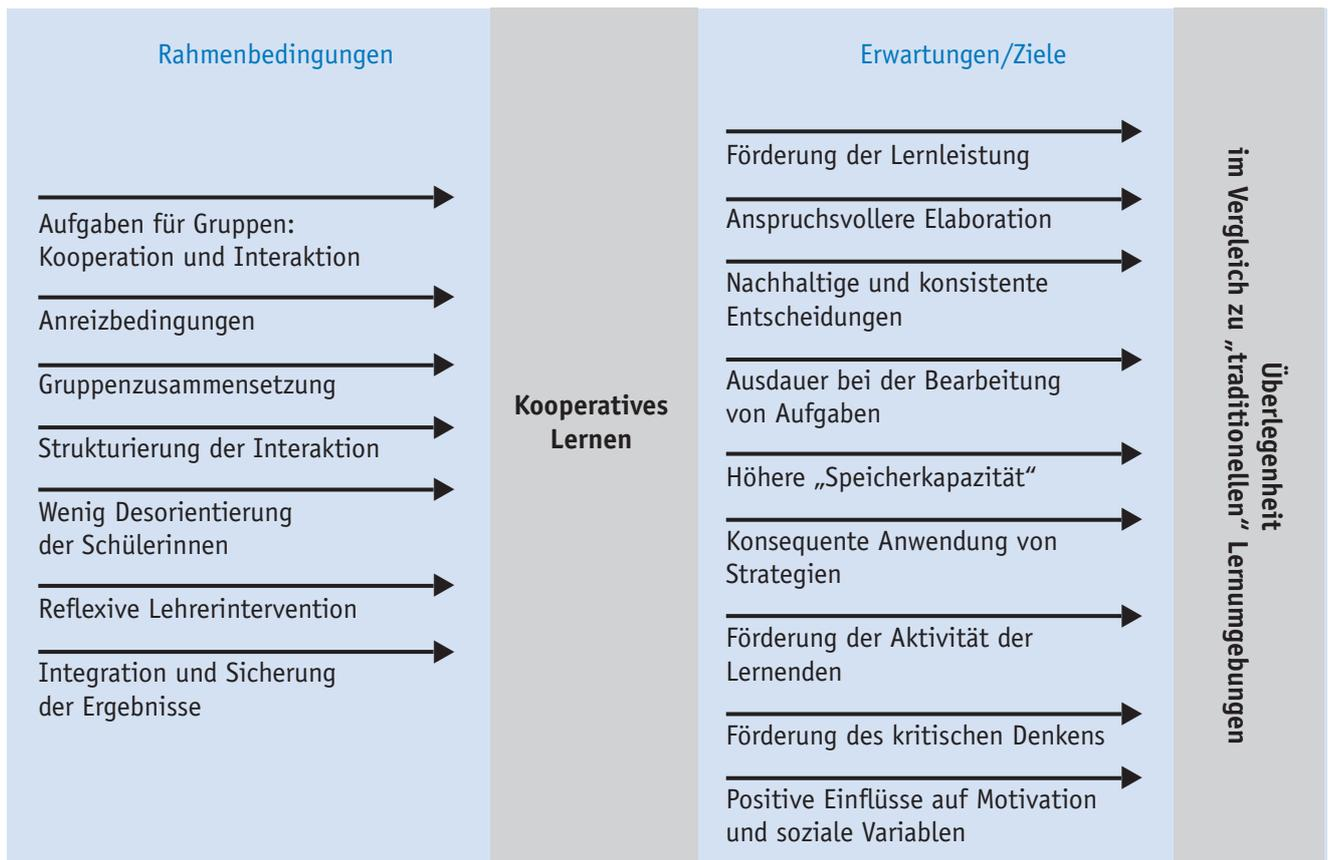 Rahmenbedingungen
Aufgaben für Gruppen:
Kooperation und Interaktion
Anreizbedingungen
Gruppenzusammensetzung
Strukturierung der Interaktion
Wenig Desorientierung
der Schülerinnen
Reflexive Lehrerintervention
Integration und Sicherung
der Ergebnisse
Kooperatives
Lernen
Erwartungen/Ziele
Förderung der Lernleistung
Anspruchsvollere Elaboration
Nachhaltige und konsistente
Entscheidungen
Ausdauer bei der Bearbeitung
von Aufgaben
Höhere „Speicherkapazität“
Konsequente Anwendung von
Strategien
Förderung der Aktivität der
Lernenden
Förderung des kritischen Denkens
Positive Einflüsse auf Motivation
und soziale Variablen
Überlegenheit
im Vergleich zu „traditionellen“ Lernumgebungen